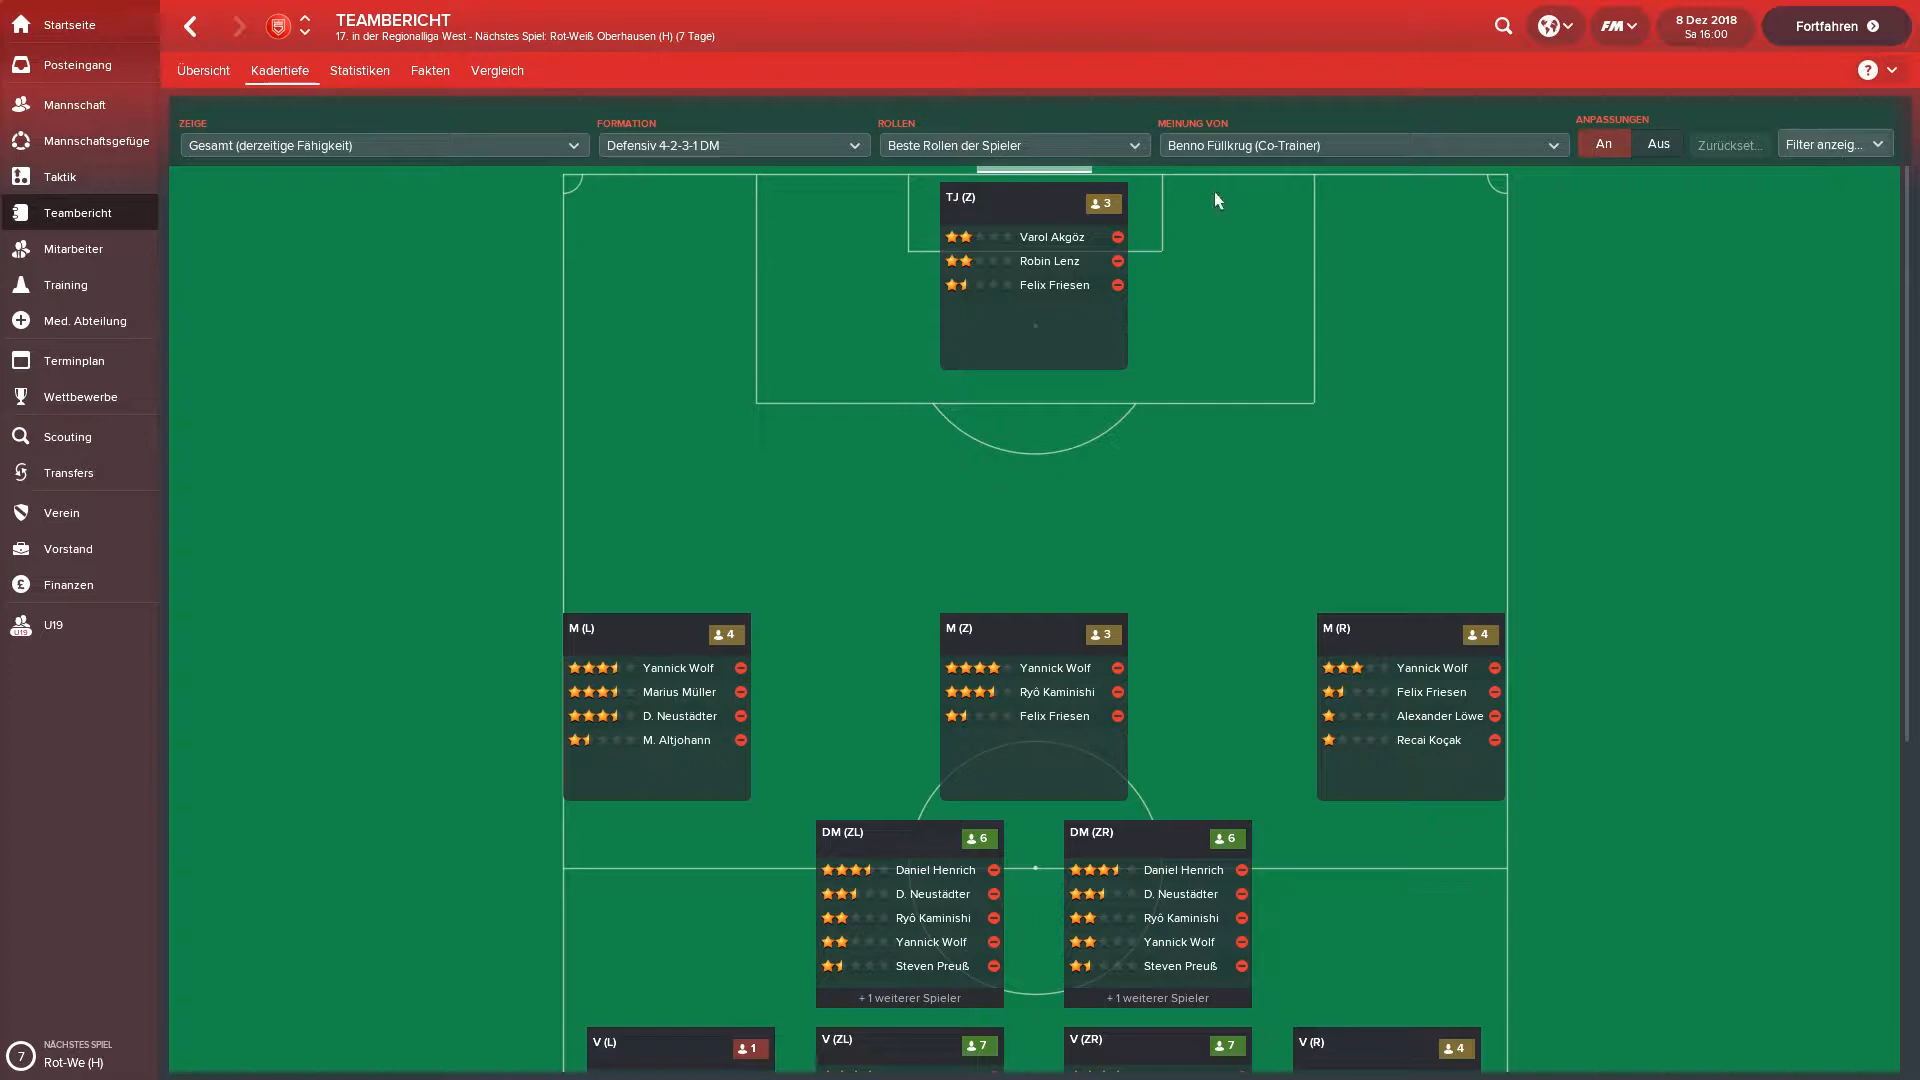 Startseite
Posteingang
Mannschaft
Mannschaftsgefüge
Taktik
Teambericht
Mitarbeiter
Training
Med. Abteilung
Terminplan
Wettbewerbe
Scouting
Transfers
Verein
Vorstand
Finanzen
U19
U19
7
NÄCHSTES SPIEL
Rot-We (H)
TEAMBERICHT
17. in der Regionalliga West - Nächstes Spiel: Rot-Weiß Oberhausen (H) (7 Tage)
FM
8 Dez 2018
Sa 16:00
Fortfahren
Übersicht
Kadertiefe
Statistiken
Fakten
Vergleich
?
ZEIGE
Gesamt (derzeitige Fähigkeit)
FORMATION
Defensiv 4-2-3-1 DM
ROLLEN
Beste Rollen der Spieler
MEINUNG VON
Benno Füllkrug (Co-Trainer)
ANPASSUNGEN
An
Aus
Zurückset...
Filter anzeig...
TJ (Z)
3
Varol Akgöz
Robin Lenz
Felix Friesen
M (L)
4
Yannick Wolf
Marius Müller
D. Neustädter
M. Altjohann
M (Z)
3
Yannick Wolf
Ryô Kaminishi
Felix Friesen
M (R)
4
Yannick Wolf
Felix Friesen
Alexander Löwe
Recai Koçak
DM (ZL)
6
Daniel Henrich
D. Neustädter
Ryô Kaminishi
Yannick Wolf
Steven Preuß
+ 1 weiterer Spieler
DM (ZR)
6
Daniel Henrich
D. Neustädter
Ryô Kaminishi
Yannick Wolf
Steven Preuß
+ 1 weiterer Spieler
V (L)
1
V (ZL)
7
V (ZR)
7
V (R)
4